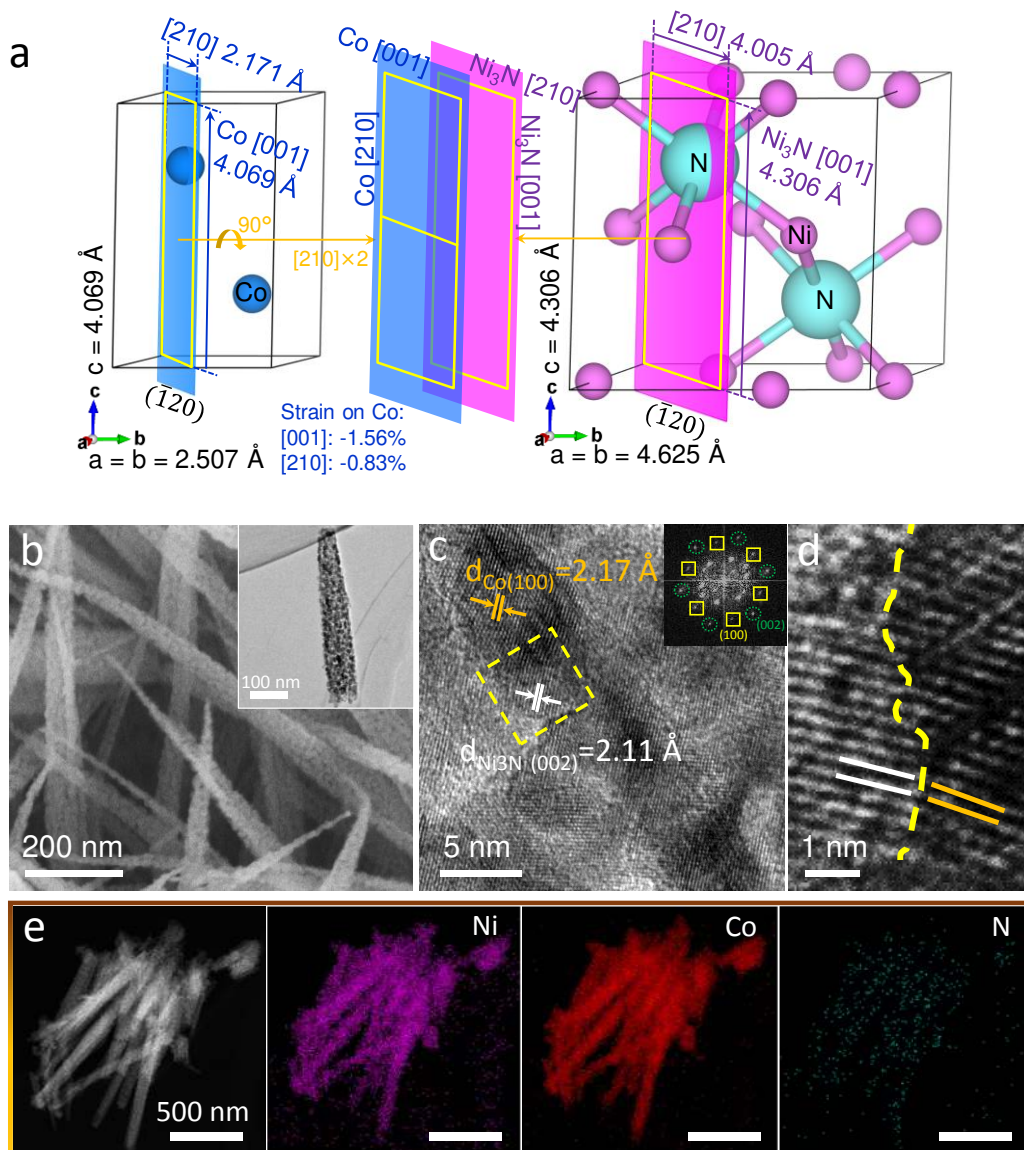 a
[210] 2.171 Å
Co [001]
4.069 Å
90°
Co
c = 4.069 Å
c
a
b
(1̄20)
a = b = 2.507 Å
Co [001]
Ni₃N [210]
Co [210]
Ni₃N [001]
[210]×2
Strain on Co:
[001]: -1.56%
[210]: -0.83%
[210] 4.005 Å
Ni₃N [001]
4.306 Å
N
Ni
N
c = 4.306 Å
c
a
b
(1̄20)
a = b = 4.625 Å
b
100 nm
200 nm
c
d Co(100)=2.17 Å
d Ni3N (002)=2.11 Å
(100)
(002)
5 nm
d
1 nm
e
500 nm
Ni
Co
N